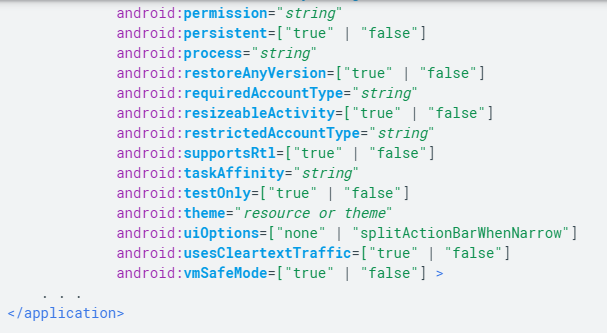 android:permission="string"
android:persistent=["true" | "false"]
android:process="string"
android:restoreAnyVersion=["true" | "false"]
android:requiredAccountType="string"
android:resizeableActivity=["true" | "false"]
android:restrictedAccountType="string"
android:supportsRtl=["true" | "false"]
android:taskAffinity="string"
android:testOnly=["true" | "false"]
android:theme="resource or theme"
android:uiOptions=["none" | "splitActionBarWhenNarrow"]
android:usesCleartextTraffic=["true" | "false"]
android:vmSafeMode=["true" | "false"] >
. . .
</application>